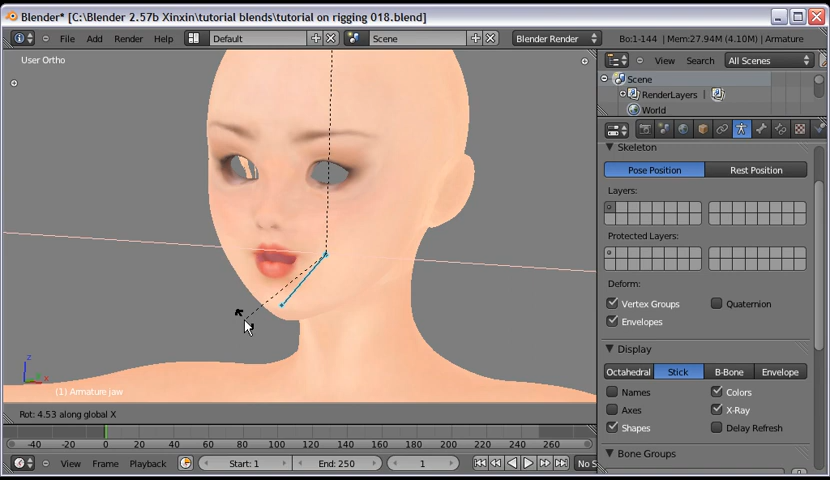 Blender* [C:\Blender 2.57b Xinxin\tutorial blends\tutorial on rigging 018.blend]
File Add Render Help Default Scene Blender Render Bo:1-144 | Mem:27.94M (4.10M) | Armature
User Ortho
View Search All Scenes
Scene
RenderLayers
World
Skeleton
Pose Position Rest Position
Layers:
Protected Layers:
Deform:
Vertex Groups Quaternion
Envelopes
Display
Octahedral Stick B-Bone Envelope
Names Colors
Axes X-Ray
Shapes Delay Refresh
Bone Groups
z
x
(1) Armature jaw
Rot: 4.53 along global X
-40 -20 0 20 40 60 80 100 120 140 160 180 200 220 240 260
View Frame Playback Start: 1 End: 250 1 No S